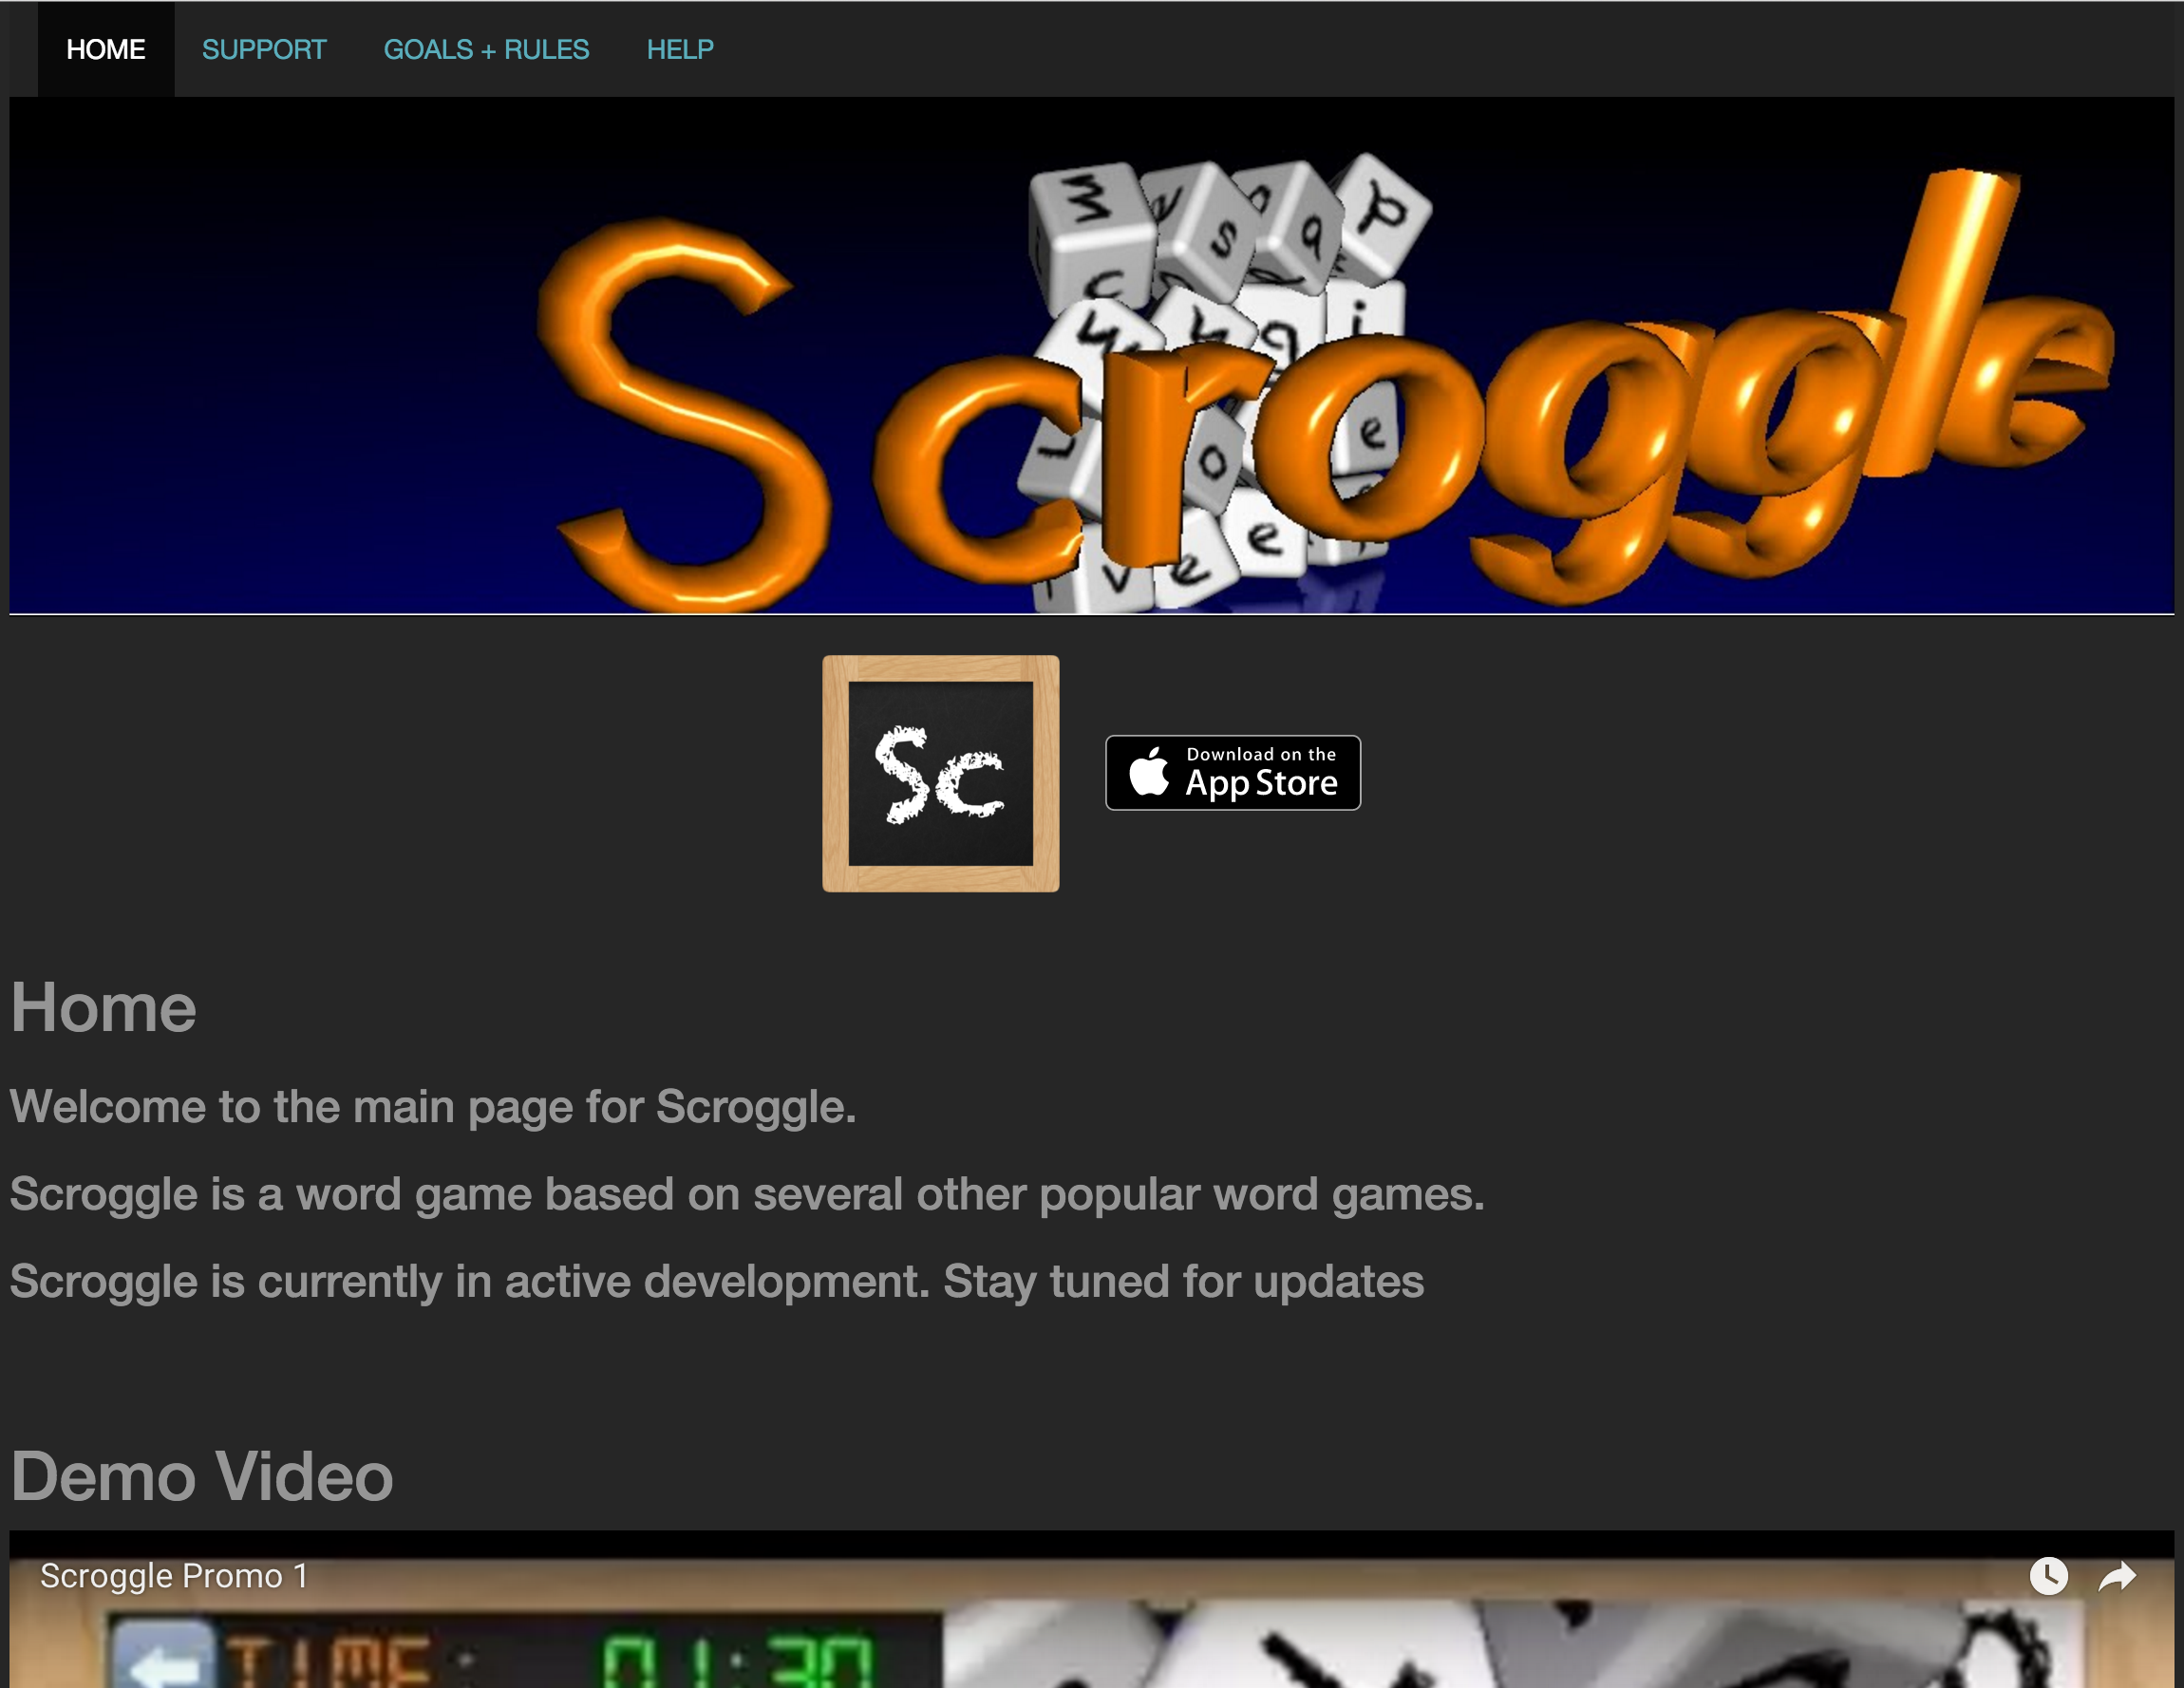 HOME SUPPORT GOALS + RULES HELP
Scroggle
Sc
Download on the
App Store
Home
Welcome to the main page for Scroggle.
Scroggle is a word game based on several other popular word games.
Scroggle is currently in active development. Stay tuned for updates
Demo Video
Scroggle Promo 1
TIME: 01:30